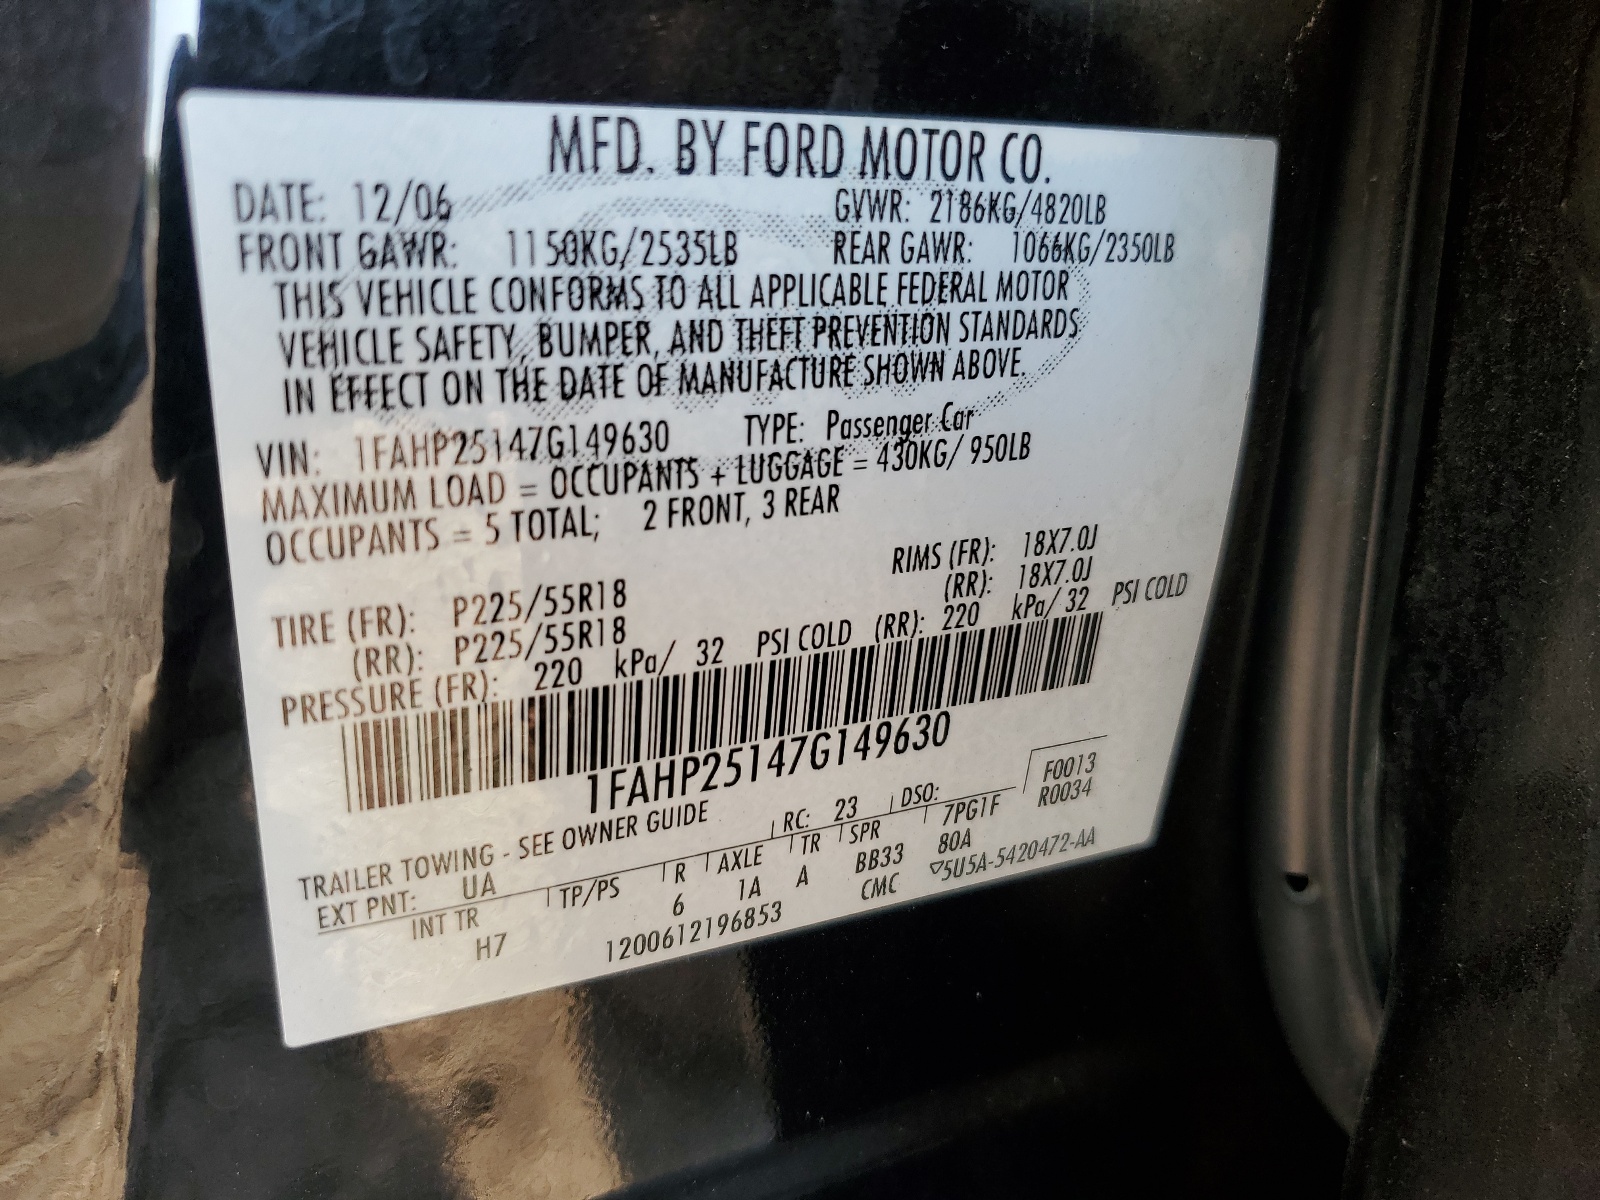 MFD. BY FORD MOTOR CO.
DATE: 12/06 GVWR: 2186KG/4820LB
FRONT GAWR: 1150KG/2535LB REAR GAWR: 1066KG/2350LB
THIS VEHICLE CONFORMS TO ALL APPLICABLE FEDERAL MOTOR
VEHICLE SAFETY, BUMPER, AND THEFT PREVENTION STANDARDS
IN EFFECT ON THE DATE OF MANUFACTURE SHOWN ABOVE.
VIN: 1FAHP25147G149630 TYPE: Passenger Car
MAXIMUM LOAD = OCCUPANTS + LUGGAGE = 430KG/ 950LB
OCCUPANTS = 5 TOTAL; 2 FRONT, 3 REAR
TIRE (FR): P225/55R18 RIMS (FR): 18X7.0J
(RR): P225/55R18 (RR): 18X7.0J
PRESSURE (FR): 220 kPa/ 32 PSI COLD (RR): 220 kPa/ 32 PSI COLD
1FAHP25147G149630
TRAILER TOWING - SEE OWNER GUIDE F0013
EXT PNT: UA RC: 23 DSO: R0034
INT TR TP/PS R AXLE TR SPR 7PG1F
H7 6 1A A BB33 80A
1200612196853 CMC ▽5U5A-5420472-AA